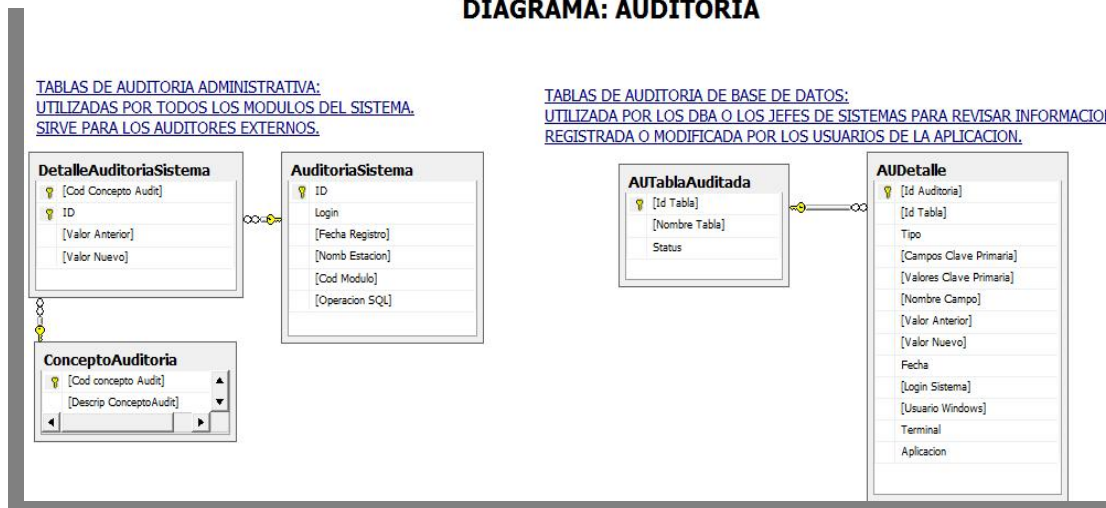 DIAGRAMA: AUDITORIA
TABLAS DE AUDITORIA ADMINISTRATIVA:
UTILIZADAS POR TODOS LOS MODULOS DEL SISTEMA.
SIRVE PARA LOS AUDITORES EXTERNOS.
TABLAS DE AUDITORIA DE BASE DE DATOS:
UTILIZADA POR LOS DBA O LOS JEFES DE SISTEMAS PARA REVISAR INFORMACION
REGISTRADA O MODIFICADA POR LOS USUARIOS DE LA APLICACION.
DetalleAuditoriaSistema
[Cod Concepto Audit]
ID
[Valor Anterior]
[Valor Nuevo]
AuditoriaSistema
ID
Login
[Fecha Registro]
[Nomb Estacion]
[Cod Modulo]
[Operacion SQL]
ConceptoAuditoria
[Cod concepto Audit]
[Descrip ConceptoAudit]
AUTablaAuditada
[Id Tabla]
[Nombre Tabla]
Status
AUDetalle
[Id Auditoria]
[Id Tabla]
Tipo
[Campos Clave Primaria]
[Valores Clave Primaria]
[Nombre Campo]
[Valor Anterior]
[Valor Nuevo]
Fecha
[Login Sistema]
[Usuario Windows]
Terminal
Aplicacion